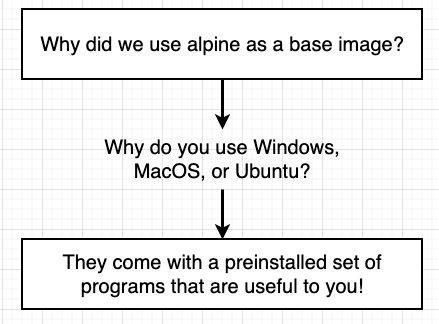 Why did we use alpine as a base image?
Why do you use Windows,
MacOS, or Ubuntu?
They come with a preinstalled set of
programs that are useful to you!